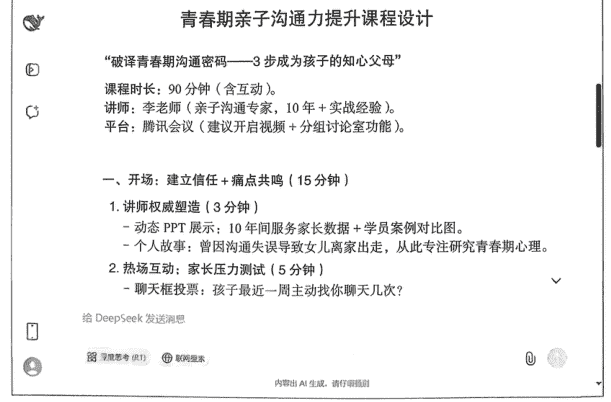 青春期亲子沟通力提升课程设计
“破译青春期沟通密码——3 步成为孩子的知心父母”
课程时长：90 分钟（含互动）。
讲师：李老师（亲子沟通专家，10 年+实战经验）。
平台：腾讯会议（建议开启视频+分组讨论室功能）。
一、开场：建立信任+痛点共鸣（15 分钟）
1. 讲师权威塑造（3 分钟）
– 动态 PPT 展示：10 年间服务家长数据+学员案例对比图。
– 个人故事：曾因沟通失误导致女儿离家出走，从此专注研究青春期心理。
2. 热场互动：家长压力测试（5 分钟）
– 聊天框投票：孩子最近一周主动找你聊天几次？
给 DeepSeek 发送消息
深度思考 (R1) 联网搜索
内容由 AI 生成，请仔细甄别